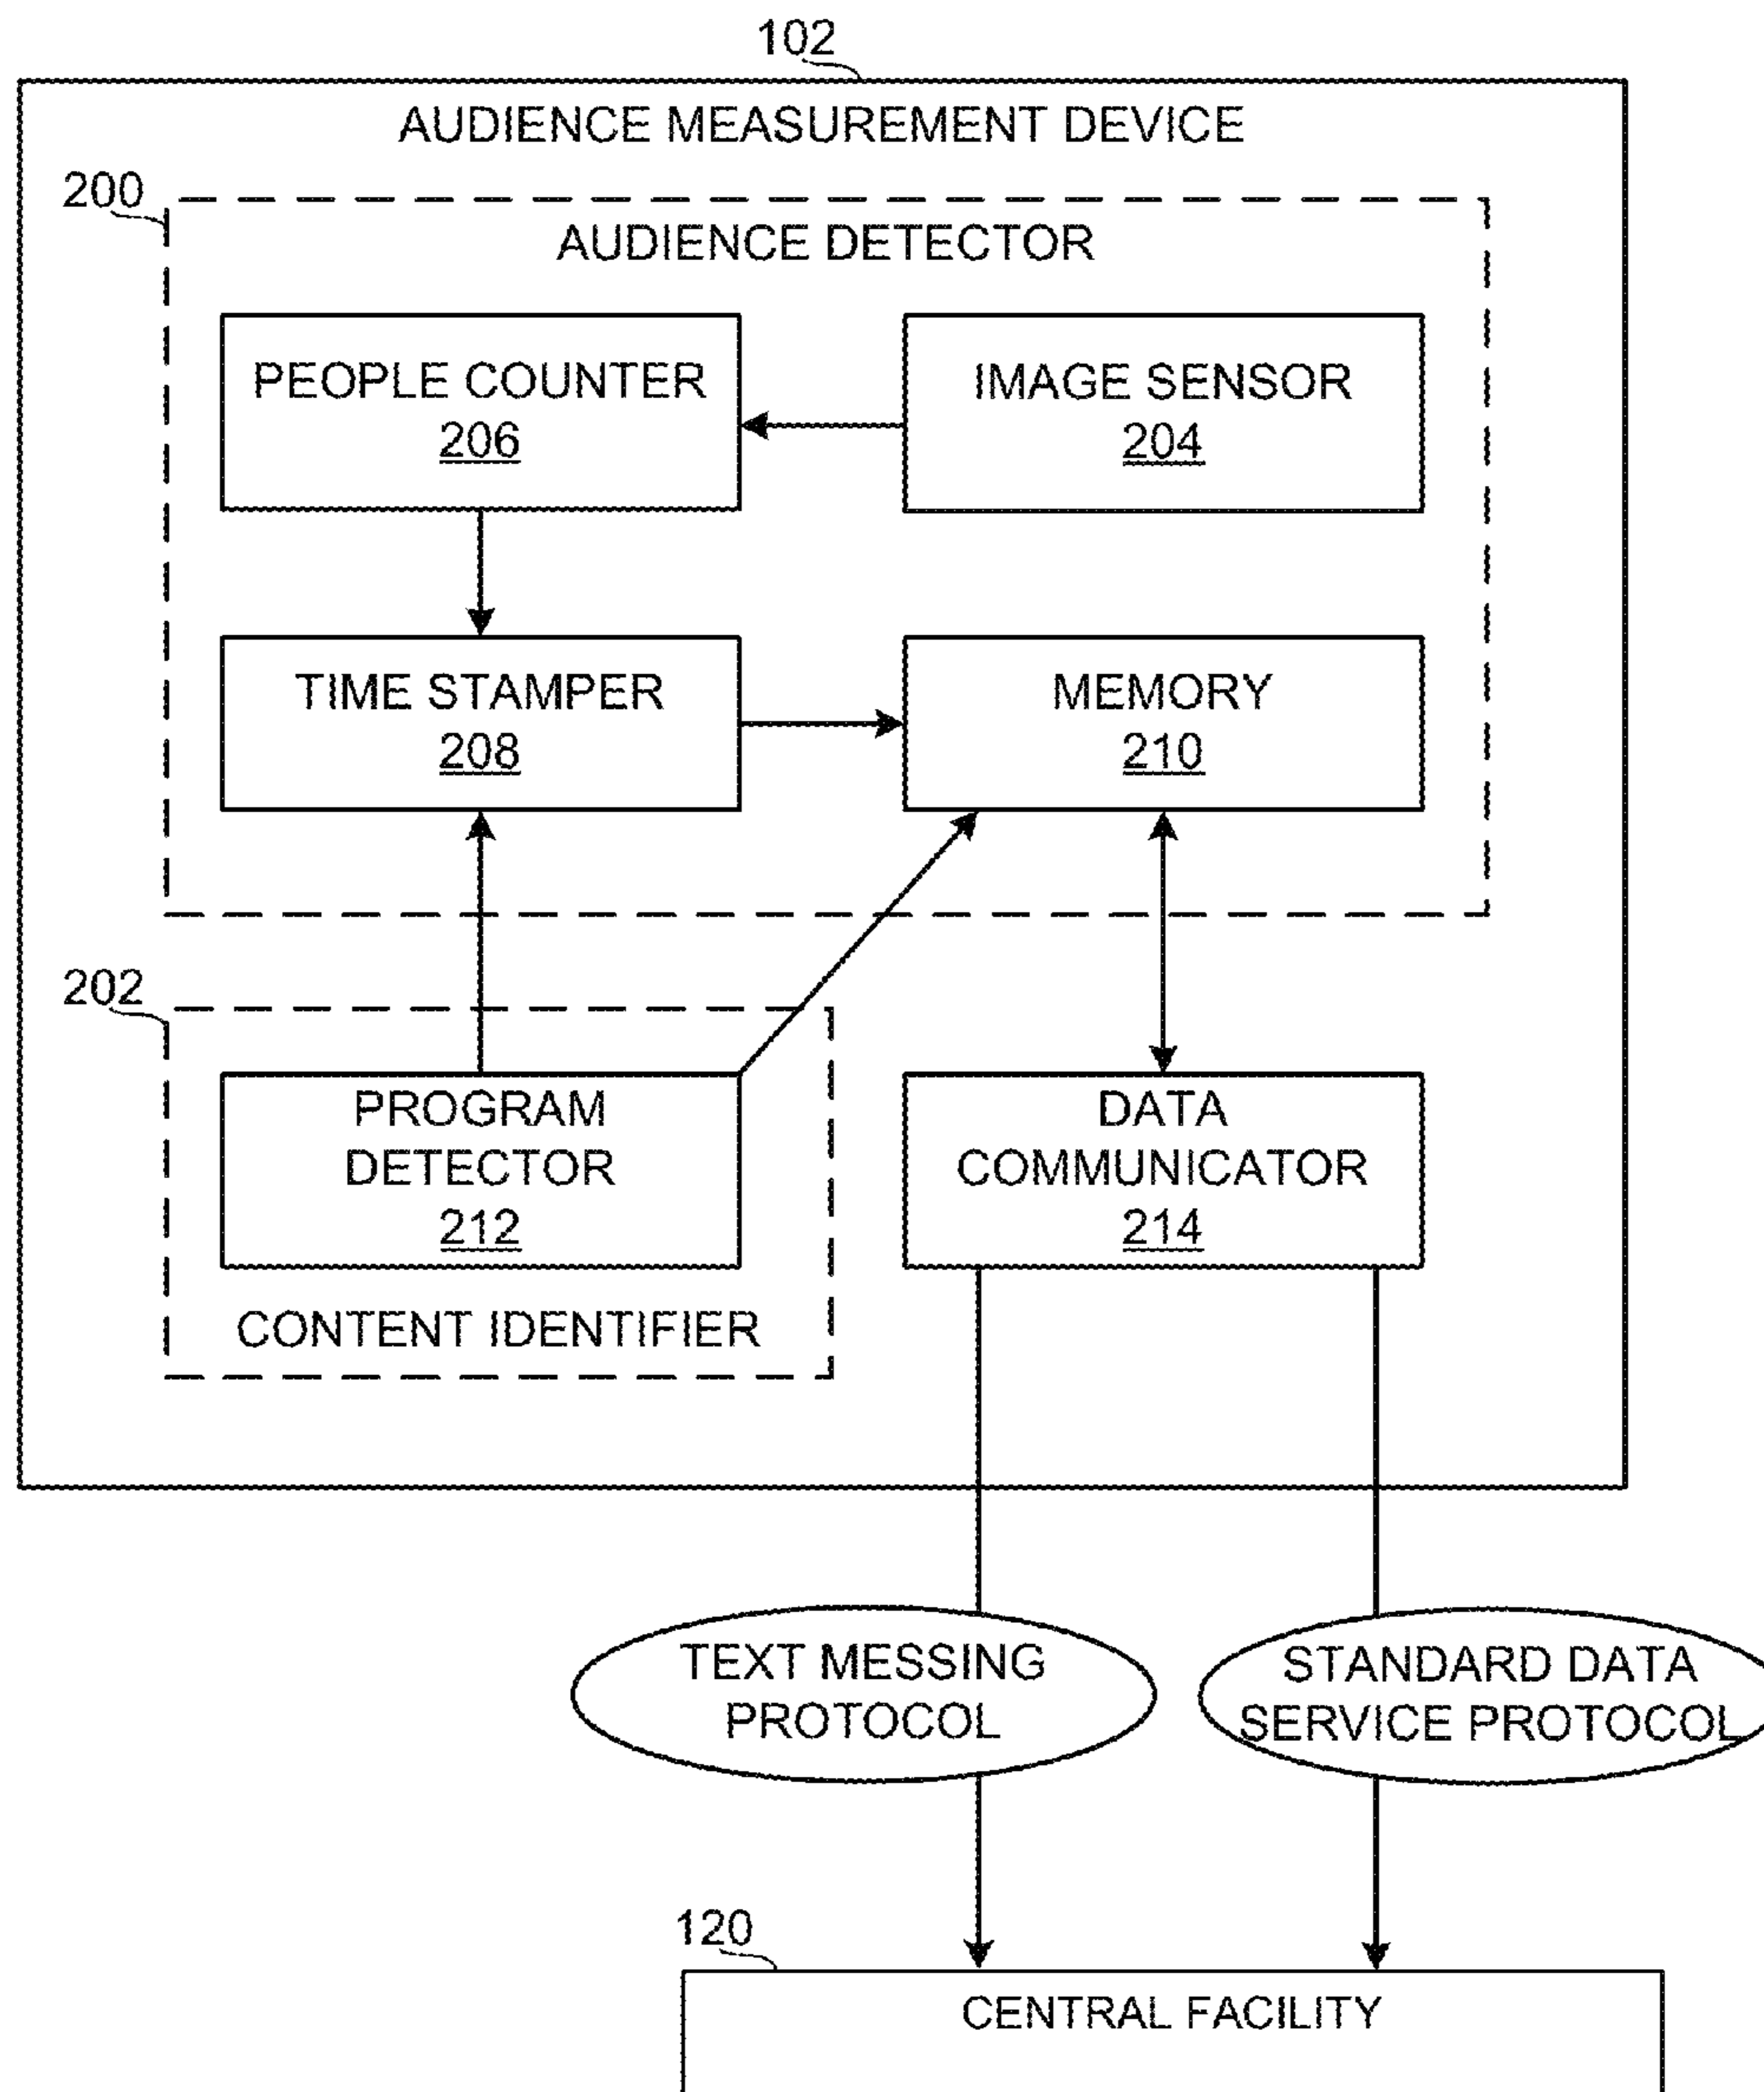 102
AUDIENCE MEASUREMENT DEVICE
200
AUDIENCE DETECTOR
PEOPLE COUNTER
206
IMAGE SENSOR
204
TIME STAMPER
208
MEMORY
210
202
PROGRAM
DETECTOR
212
CONTENT IDENTIFIER
DATA
COMMUNICATOR
214
TEXT MESSING
PROTOCOL
STANDARD DATA
SERVICE PROTOCOL
120
CENTRAL FACILITY